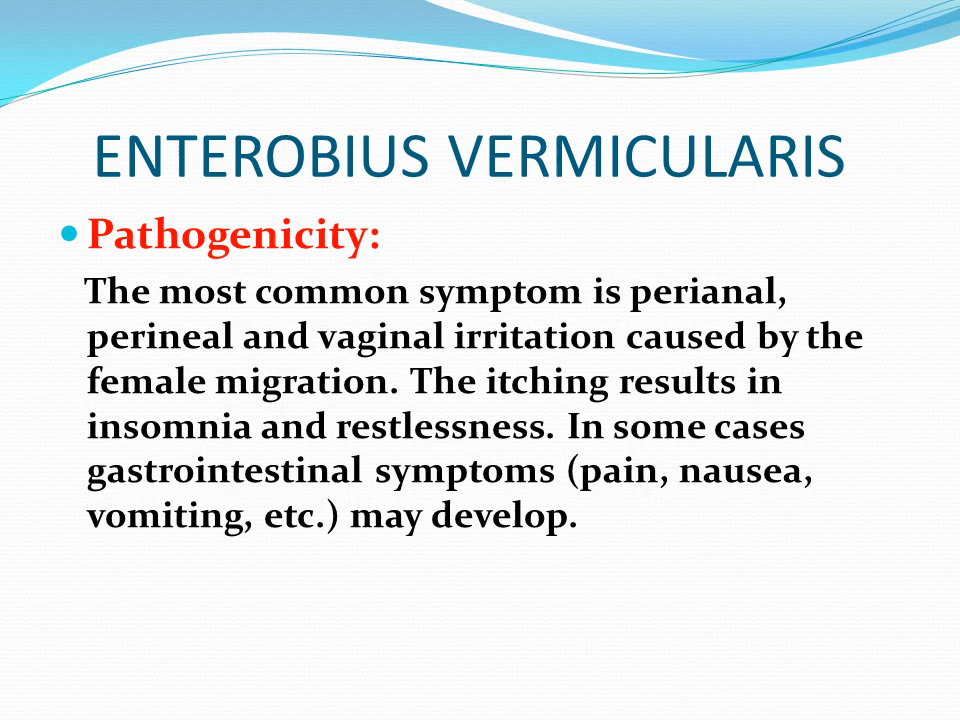 ENTEROBIUS VERMICULARIS
• Pathogenicity:
The most common symptom is perianal,
perineal and vaginal irritation caused by the
female migration. The itching results in
insomnia and restlessness. In some cases
gastrointestinal symptoms (pain, nausea,
vomiting, etc.) may develop.